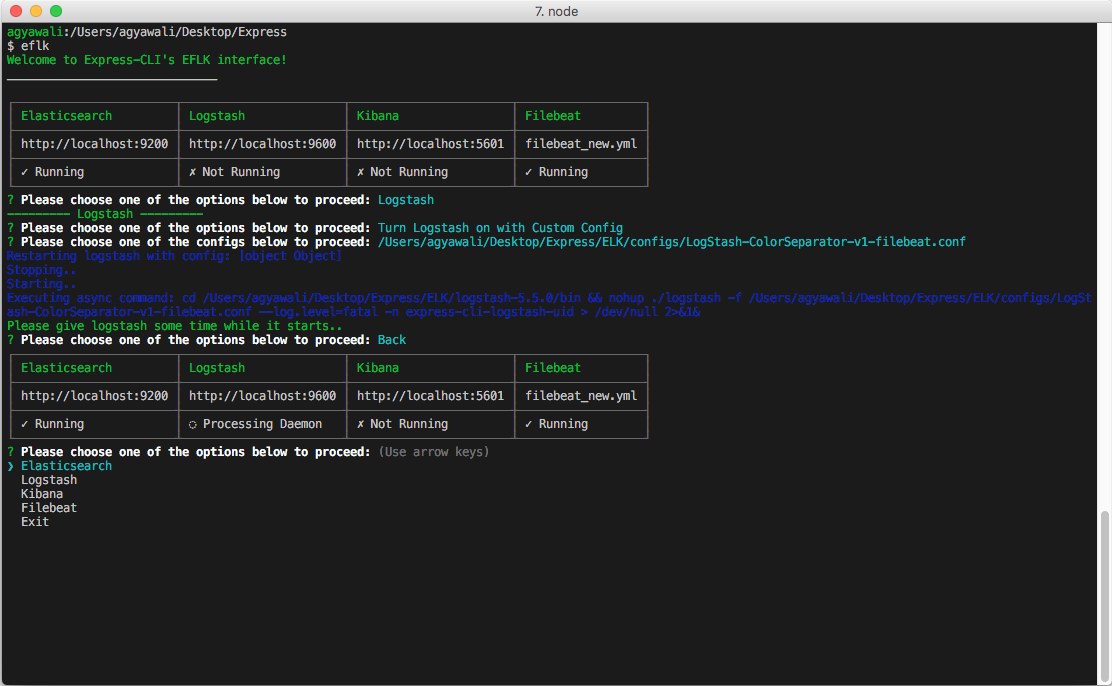 7. node
agyawali:/Users/agyawali/Desktop/Express
$ eflk
Welcome to Express-CLI's EFLK interface!
Elasticsearch Logstash Kibana Filebeat
http://localhost:9200 http://localhost:9600 http://localhost:5601 filebeat_new.yml
✓ Running ✗ Not Running ✗ Not Running ✓ Running
? Please choose one of the options below to proceed: Logstash
--------- Logstash ---------
? Please choose one of the options below to proceed: Turn Logstash on with Custom Config
? Please choose one of the configs below to proceed: /Users/agyawali/Desktop/Express/ELK/configs/LogStash-ColorSeparator-v1-filebeat.conf
Restarting logstash with config: [object Object]
Stopping..
Starting..
Executing async command: cd /Users/agyawali/Desktop/Express/ELK/logstash-5.5.0/bin && nohup ./logstash -f /Users/agyawali/Desktop/Express/ELK/configs/LogSt
ash-ColorSeparator-v1-filebeat.conf --log.level=fatal -n express-cli-logstash-uid > /dev/null 2>&1&
Please give logstash some time while it starts..
? Please choose one of the options below to proceed: Back
Elasticsearch Logstash Kibana Filebeat
http://localhost:9200 http://localhost:9600 http://localhost:5601 filebeat_new.yml
✓ Running ◌ Processing Daemon ✗ Not Running ✓ Running
? Please choose one of the options below to proceed: (Use arrow keys)
❯ Elasticsearch
Logstash
Kibana
Filebeat
Exit